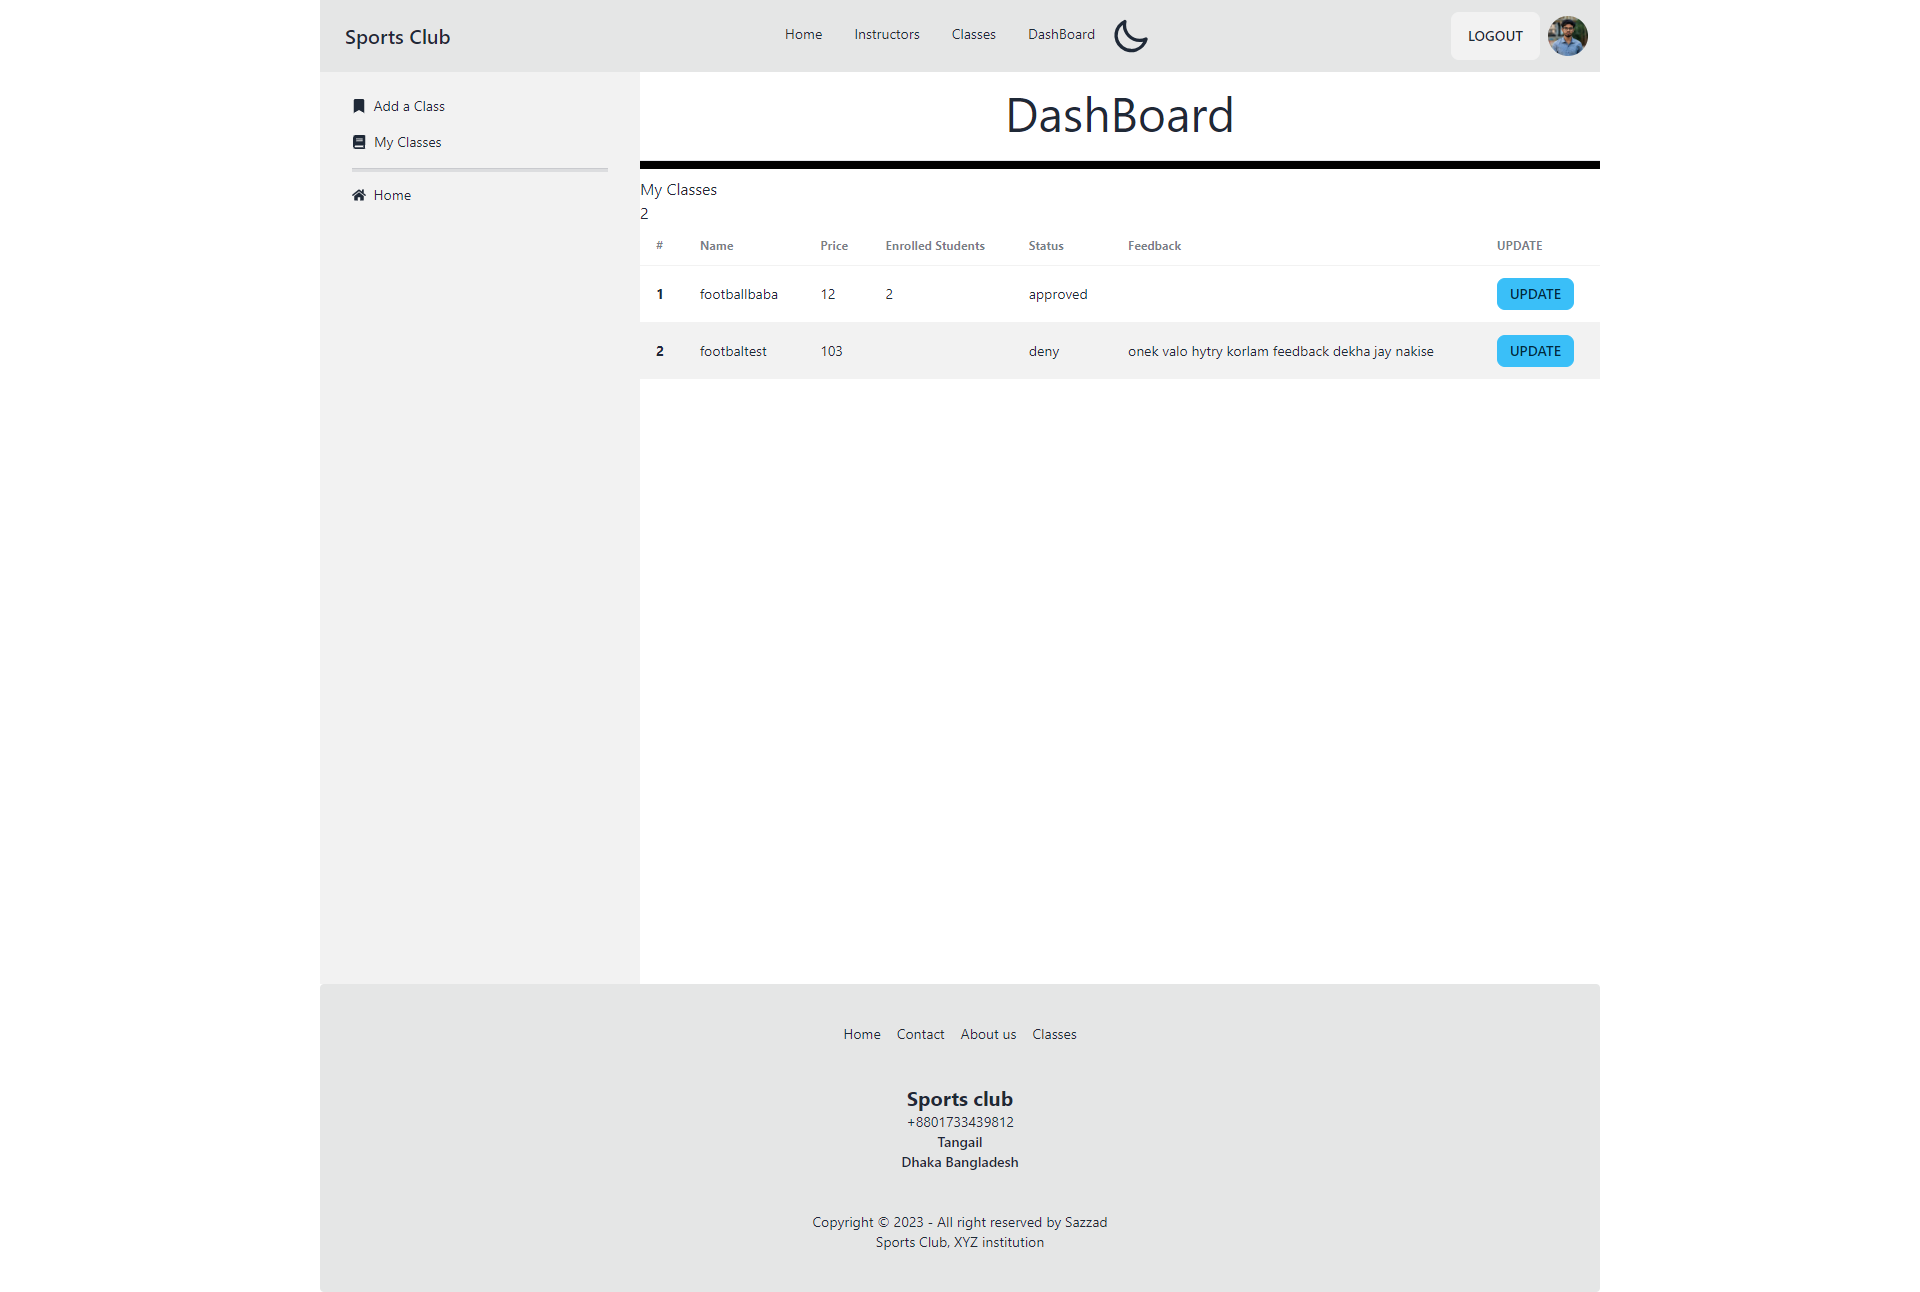 Sports Club
Home Instructors Classes DashBoard
LOGOUT
Add a Class
My Classes
Home
DashBoard
My Classes
2
# Name Price Enrolled Students Status Feedback UPDATE
1 footballbaba 12 2 approved UPDATE
2 footbaltest 103 deny onek valo hytry korlam feedback dekha jay nakise UPDATE
Home Contact About us Classes
Sports club
+8801733439812
Tangail
Dhaka Bangladesh
Copyright © 2023 - All right reserved by Sazzad
Sports Club, XYZ institution